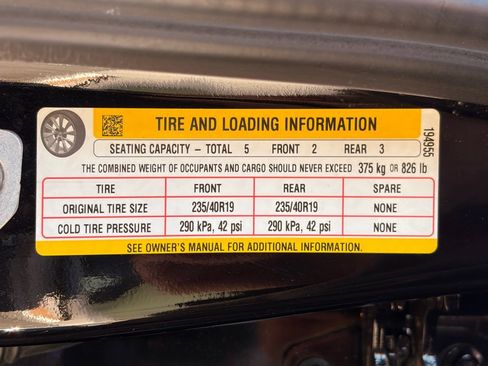 TIRE AND LOADING INFORMATION
SEATING CAPACITY – TOTAL 5 FRONT 2 REAR 3
THE COMBINED WEIGHT OF OCCUPANTS AND CARGO SHOULD NEVER EXCEED 375 kg OR 826 lb
TIRE FRONT REAR SPARE
ORIGINAL TIRE SIZE 235/40R19 235/40R19 NONE
COLD TIRE PRESSURE 290 kPa, 42 psi 290 kPa, 42 psi NONE
SEE OWNER'S MANUAL FOR ADDITIONAL INFORMATION.
194955